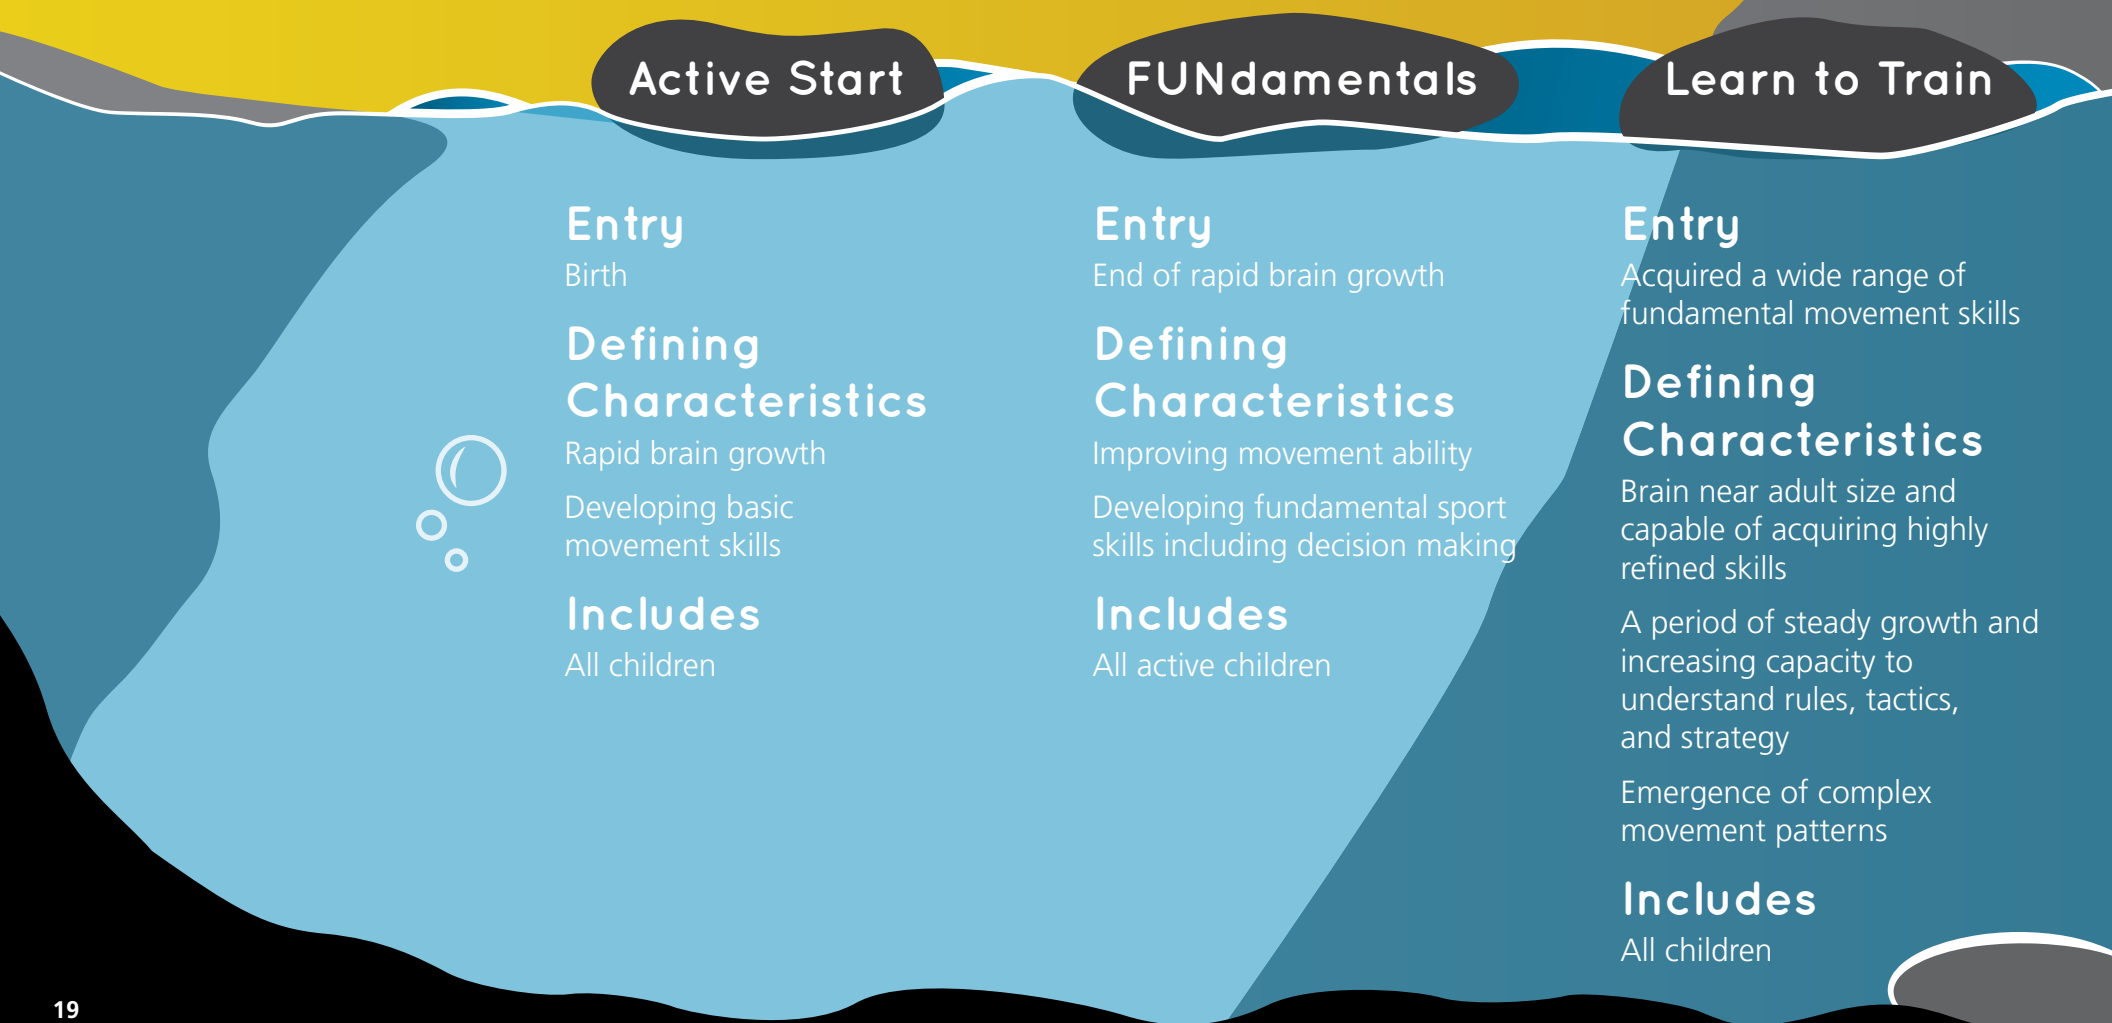 Active Start
Entry
Birth
Defining
Characteristics
Rapid brain growth
Developing basic
movement skills
Includes
All children
FUNdamentals
Entry
End of rapid brain growth
Defining
Characteristics
Improving movement ability
Developing fundamental sport
skills including decision making
Includes
All active children
Learn to Train
Entry
Acquired a wide range of
fundamental movement skills
Defining
Characteristics
Brain near adult size and
capable of acquiring highly
refined skills
A period of steady growth and
increasing capacity to
understand rules, tactics,
and strategy
Emergence of complex
movement patterns
Includes
All children
19